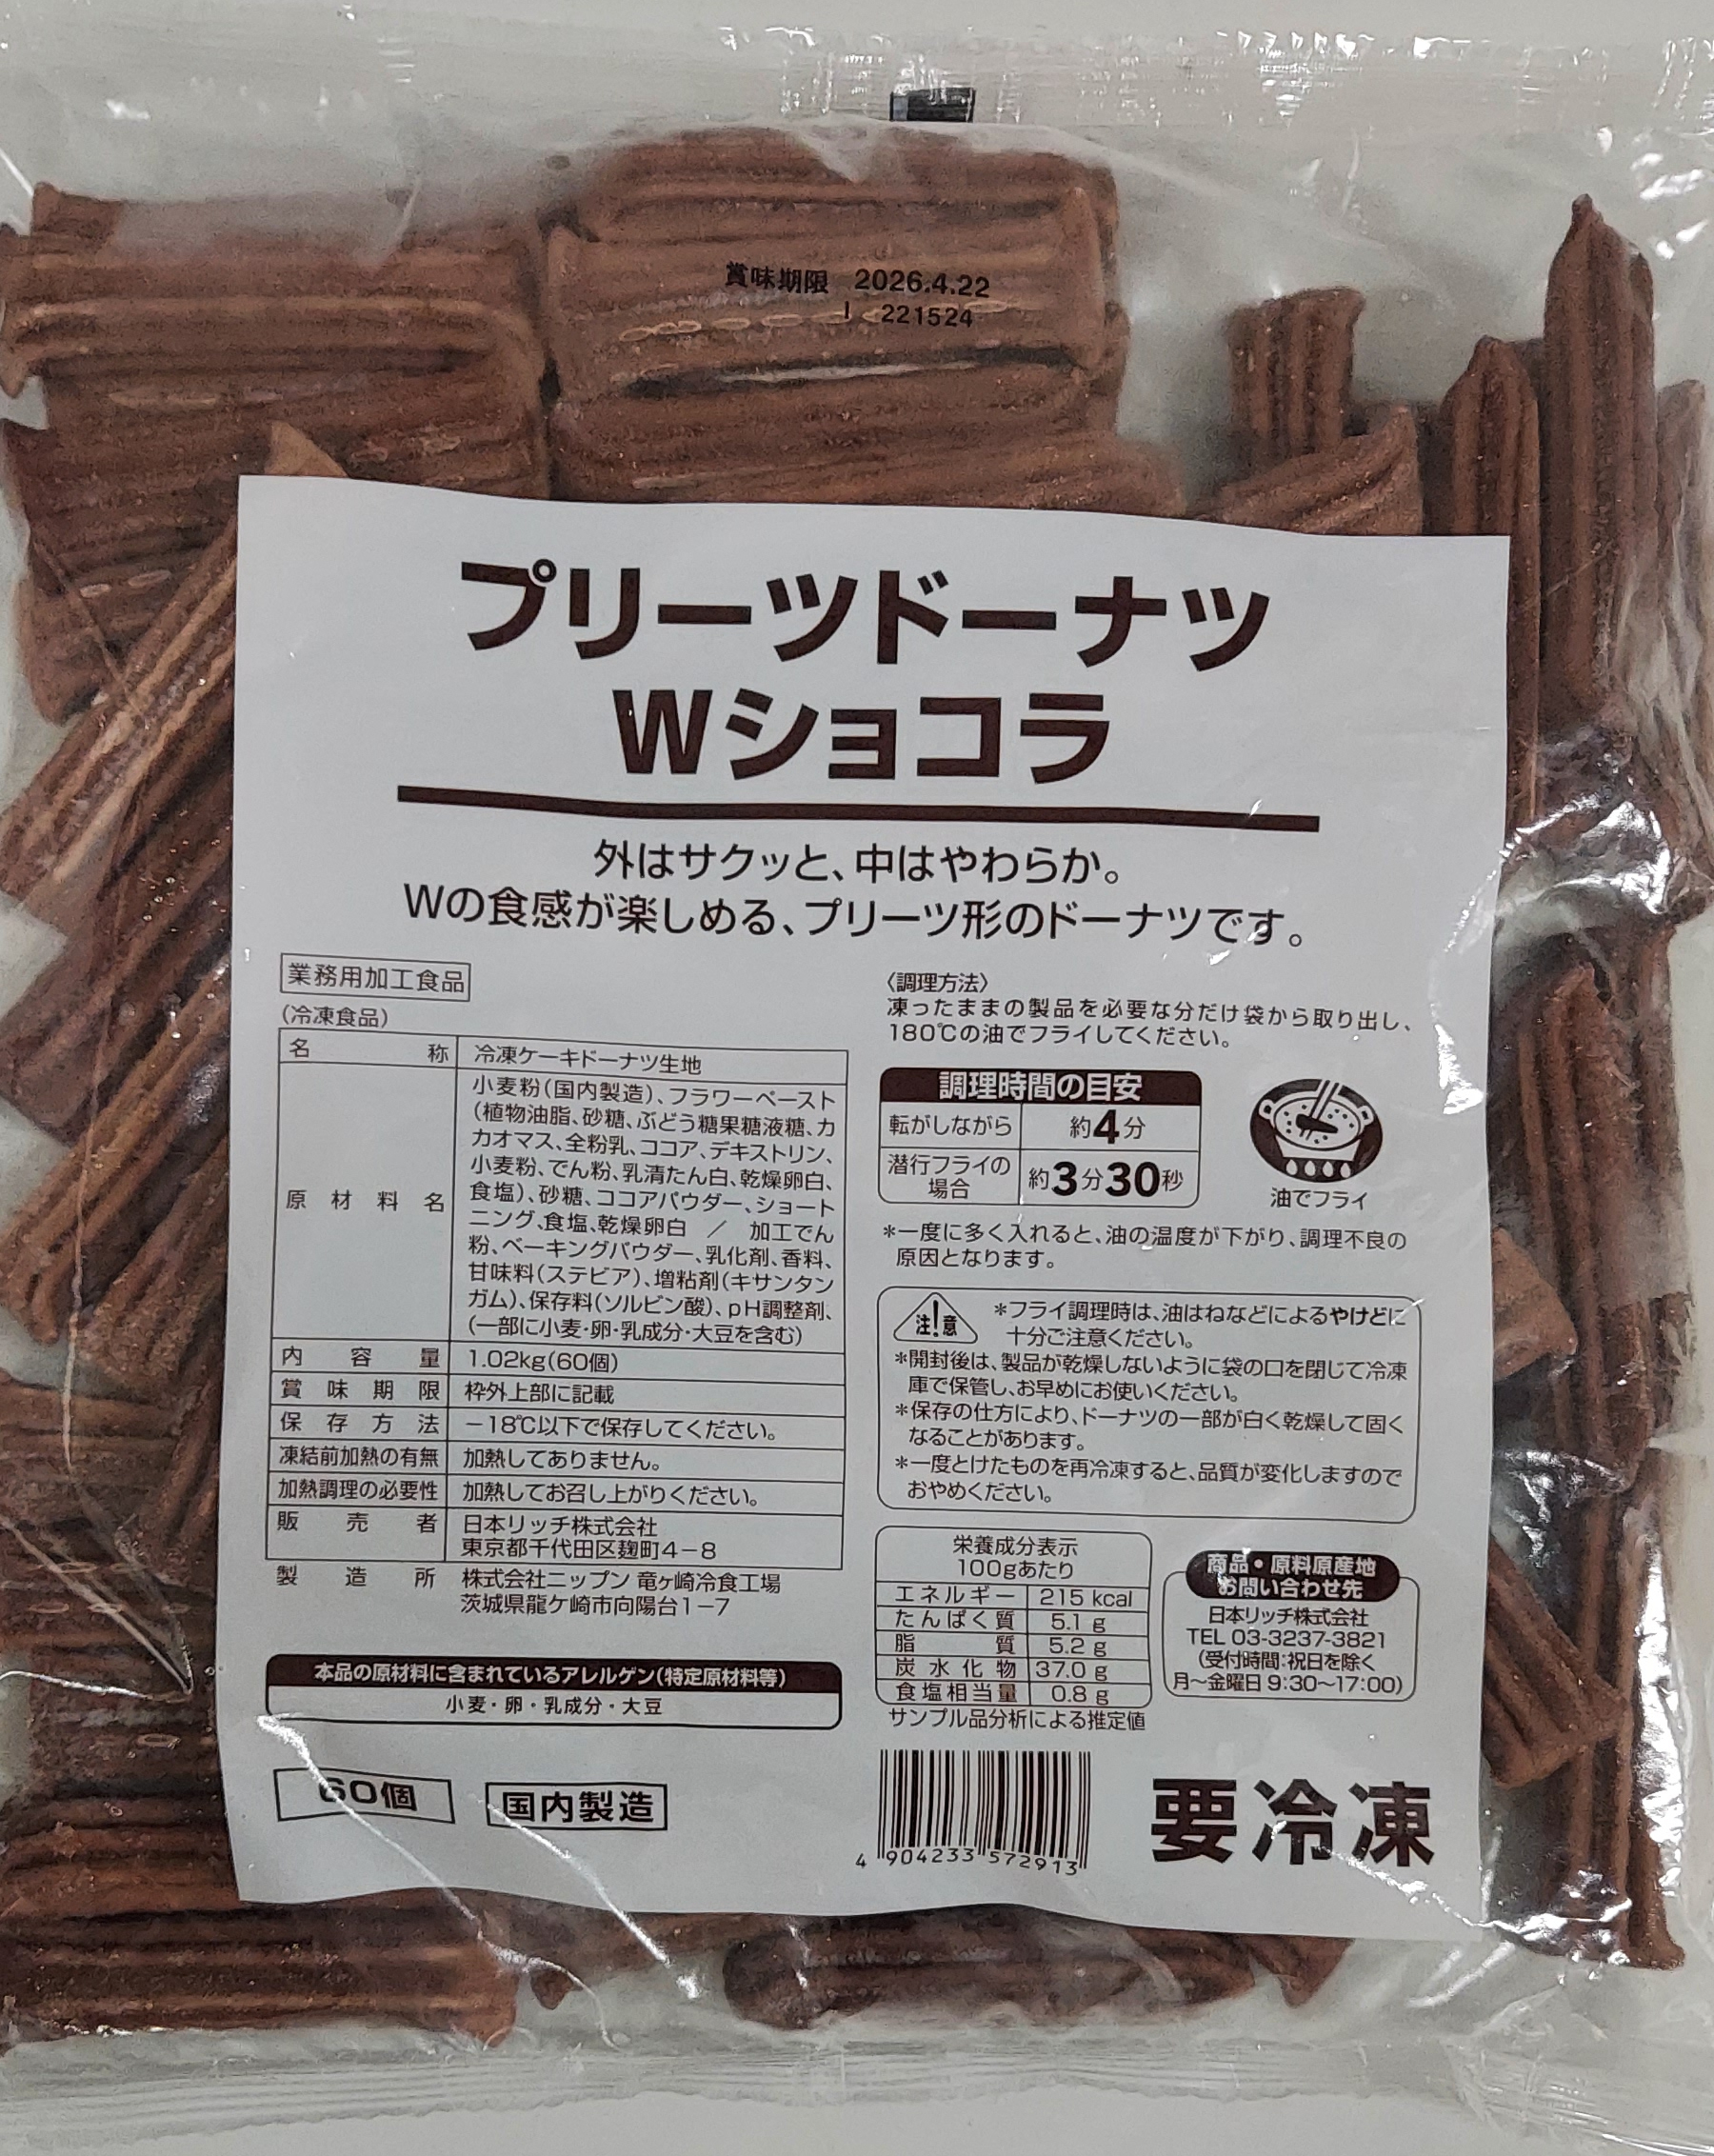 賞味期限 2026.4.22
I 221524
プリーツドーナツ
Wショコラ
外はサクッと、中はやわらか。
Wの食感が楽しめる、プリーツ形のドーナツです。
業務用加工食品
(冷凍食品)
名称 冷凍ケーキドーナツ生地
原材料名 小麦粉(国内製造)、フラワーペースト
(植物油脂、砂糖、ぶどう糖果糖液糖、カ
カオマス、全粉乳、ココア、デキストリン、
小麦粉、でん粉、乳清たん白、乾燥卵白、
食塩)、砂糖、ココアパウダー、ショート
ニング、食塩、乾燥卵白 / 加工でん
粉、ベーキングパウダー、乳化剤、香料、
甘味料(ステビア)、増粘剤(キサンタン
ガム)、保存料(ソルビン酸)、pH調整剤、
(一部に小麦・卵・乳成分・大豆を含む)
内容量 1.02kg(60個)
賞味期限 枠外上部に記載
保存方法 −18℃以下で保存してください。
凍結前加熱の有無 加熱してありません。
加熱調理の必要性 加熱してお召し上がりください。
販売者 日本リッチ株式会社
東京都千代田区麹町4−8
製造所 株式会社ニップン 竜ヶ崎冷食工場
茨城県龍ケ崎市向陽台1−7
本品の原材料に含まれているアレルゲン(特定原材料等)
小麦・卵・乳成分・大豆
60個
国内製造
〈調理方法〉
凍ったままの製品を必要な分だけ袋から取り出し、
180℃の油でフライしてください。
調理時間の目安
転がしながら 約4分
潜行フライの
場合 約3分30秒
油でフライ
*一度に多く入れると、油の温度が下がり、調理不良の
原因となります。
注!意
*フライ調理時は、油はねなどによるやけどに
十分ご注意ください。
*開封後は、製品が乾燥しないように袋の口を閉じて冷凍
庫で保管し、お早めにお使いください。
*保存の仕方により、ドーナツの一部が白く乾燥して固く
なることがあります。
*一度とけたものを再冷凍すると、品質が変化しますので
おやめください。
栄養成分表示
100gあたり
エネルギー 215 kcal
たんぱく質 5.1 g
脂質 5.2 g
炭水化物 37.0 g
食塩相当量 0.8 g
サンプル品分析による推定値
商品・原料原産地
お問い合わせ先
日本リッチ株式会社
TEL 03-3237-3821
(受付時間:祝日を除く
月〜金曜日 9:30〜17:00)
4 904233 572913
要冷凍